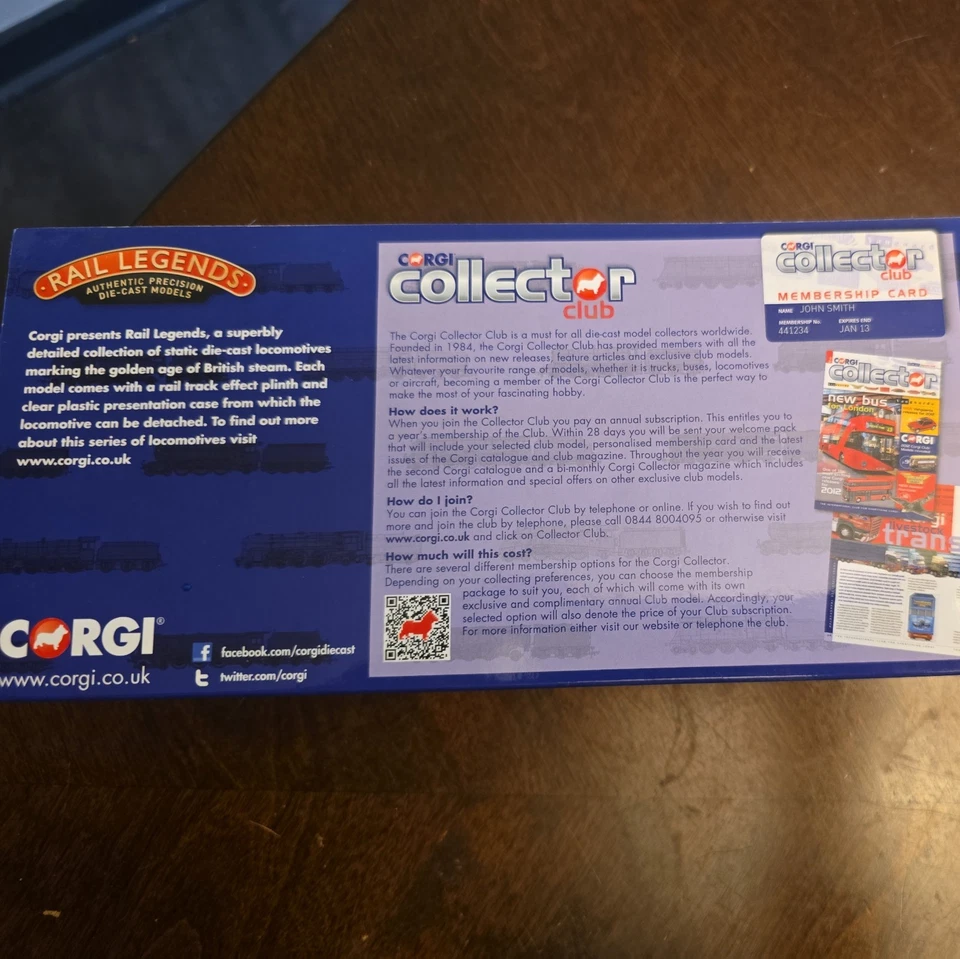 RAIL LEGENDS
AUTHENTIC PRECISION
DIE-CAST MODELS
Corgi presents Rail Legends, a superbly
detailed collection of static die-cast locomotives
marking the golden age of British steam. Each
model comes with a rail track effect plinth and
clear plastic presentation case from which the
locomotive can be detached. To find out more
about this series of locomotives visit
www.corgi.co.uk
CORGI®
www.corgi.co.uk
facebook.com/corgidiecast
twitter.com/corgi
CORGI
collector
club
The Corgi Collector Club is a must for all die-cast model collectors worldwide.
Founded in 1984, the Corgi Collector Club has provided members with all the
latest information on new releases, feature articles and exclusive club models.
Whatever your favourite range of models, whether it is trucks, buses, locomotives
or aircraft, becoming a member of the Corgi Collector Club is the perfect way to
make the most of your fascinating hobby.
How does it work?
When you join the Collector Club you pay an annual subscription. This entitles you to
a year's membership of the Club. Within 28 days you will be sent your welcome pack
that will include your selected club model, personalised membership card and the latest
issues of the Corgi catalogue and club magazine. Throughout the year you will receive
the second Corgi catalogue and a bi-monthly Corgi Collector magazine which includes
all the latest information and special offers on other exclusive club models.
How do I join?
You can join the Corgi Collector Club by telephone or online. If you wish to find out
more and join the club by telephone, please call 0844 8004095 or otherwise visit
www.corgi.co.uk and click on Collector Club.
How much will this cost?
There are several different membership options for the Corgi Collector.
Depending on your collecting preferences, you can choose the membership
package to suit you, each of which will come with its own
exclusive and complimentary annual Club model. Accordingly, your
selected option will also denote the price of your Club subscription.
For more information either visit our website or telephone the club.
CORGI
collector
club
MEMBERSHIP CARD
NAME JOHN SMITH
MEMBERSHIP No. EXPIRES END
441234 JAN 13
CORGI
collector
new bus
for London
CORGI
2012
trans